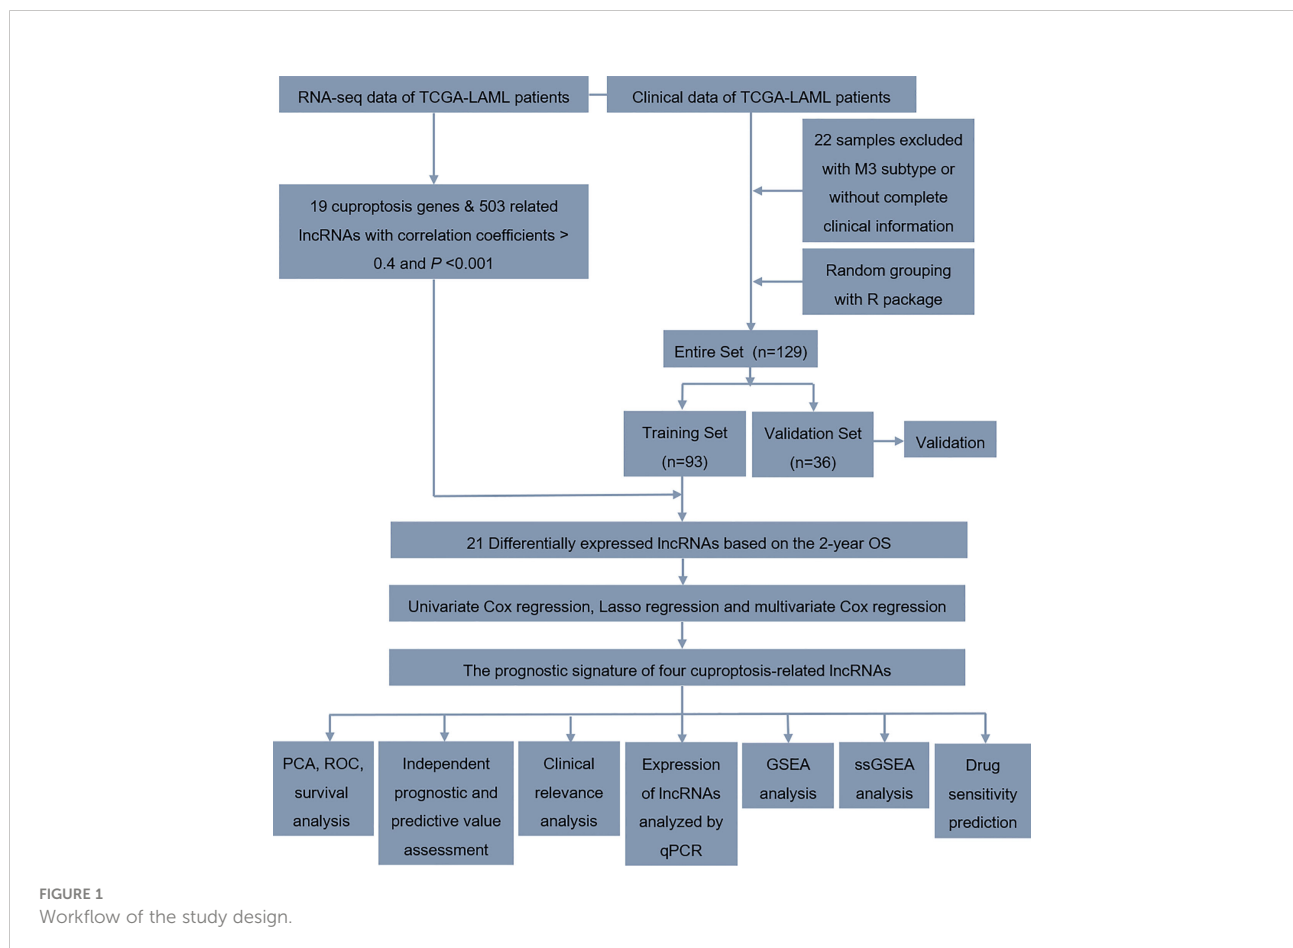 RNA-seq data of TCGA-LAML patients
Clinical data of TCGA-LAML patients
22 samples excluded
with M3 subtype or
without complete
clinical information
19 cuproptosis genes & 503 related
lncRNAs with correlation coefficients >
0.4 and P <0.001
Random grouping
with R package
Entire Set (n=129)
Training Set
(n=93)
Validation Set
(n=36)
Validation
21 Differentially expressed lncRNAs based on the 2-year OS
Univariate Cox regression, Lasso regression and multivariate Cox regression
The prognostic signature of four cuproptosis-related lncRNAs
PCA, ROC,
survival
analysis
Independent
prognostic and
predictive value
assessment
Clinical
relevance
analysis
Expression
of lncRNAs
analyzed by
qPCR
GSEA
analysis
ssGSEA
analysis
Drug
sensitivity
prediction
FIGURE 1
Workflow of the study design.